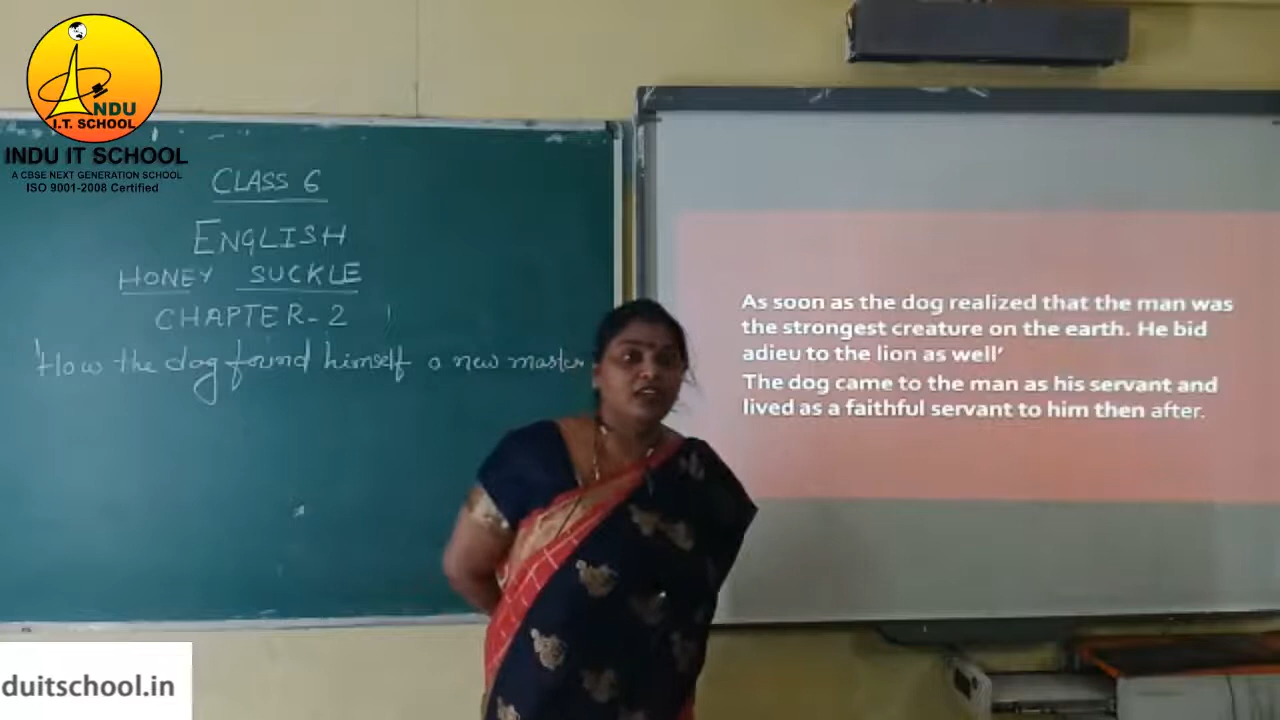 INDU
I.T. SCHOOL
INDU IT SCHOOL
A CBSE NEXT GENERATION SCHOOL
ISO 9001-2008 Certified
CLASS 6
ENGLISH
HONEY SUCKLE
CHAPTER-2
'How the dog found himself a new master
As soon as the dog realized that the man was
the strongest creature on the earth. He bid
adieu to the lion as well'
The dog came to the man as his servant and
lived as a faithful servant to him then after.
duitschool.in